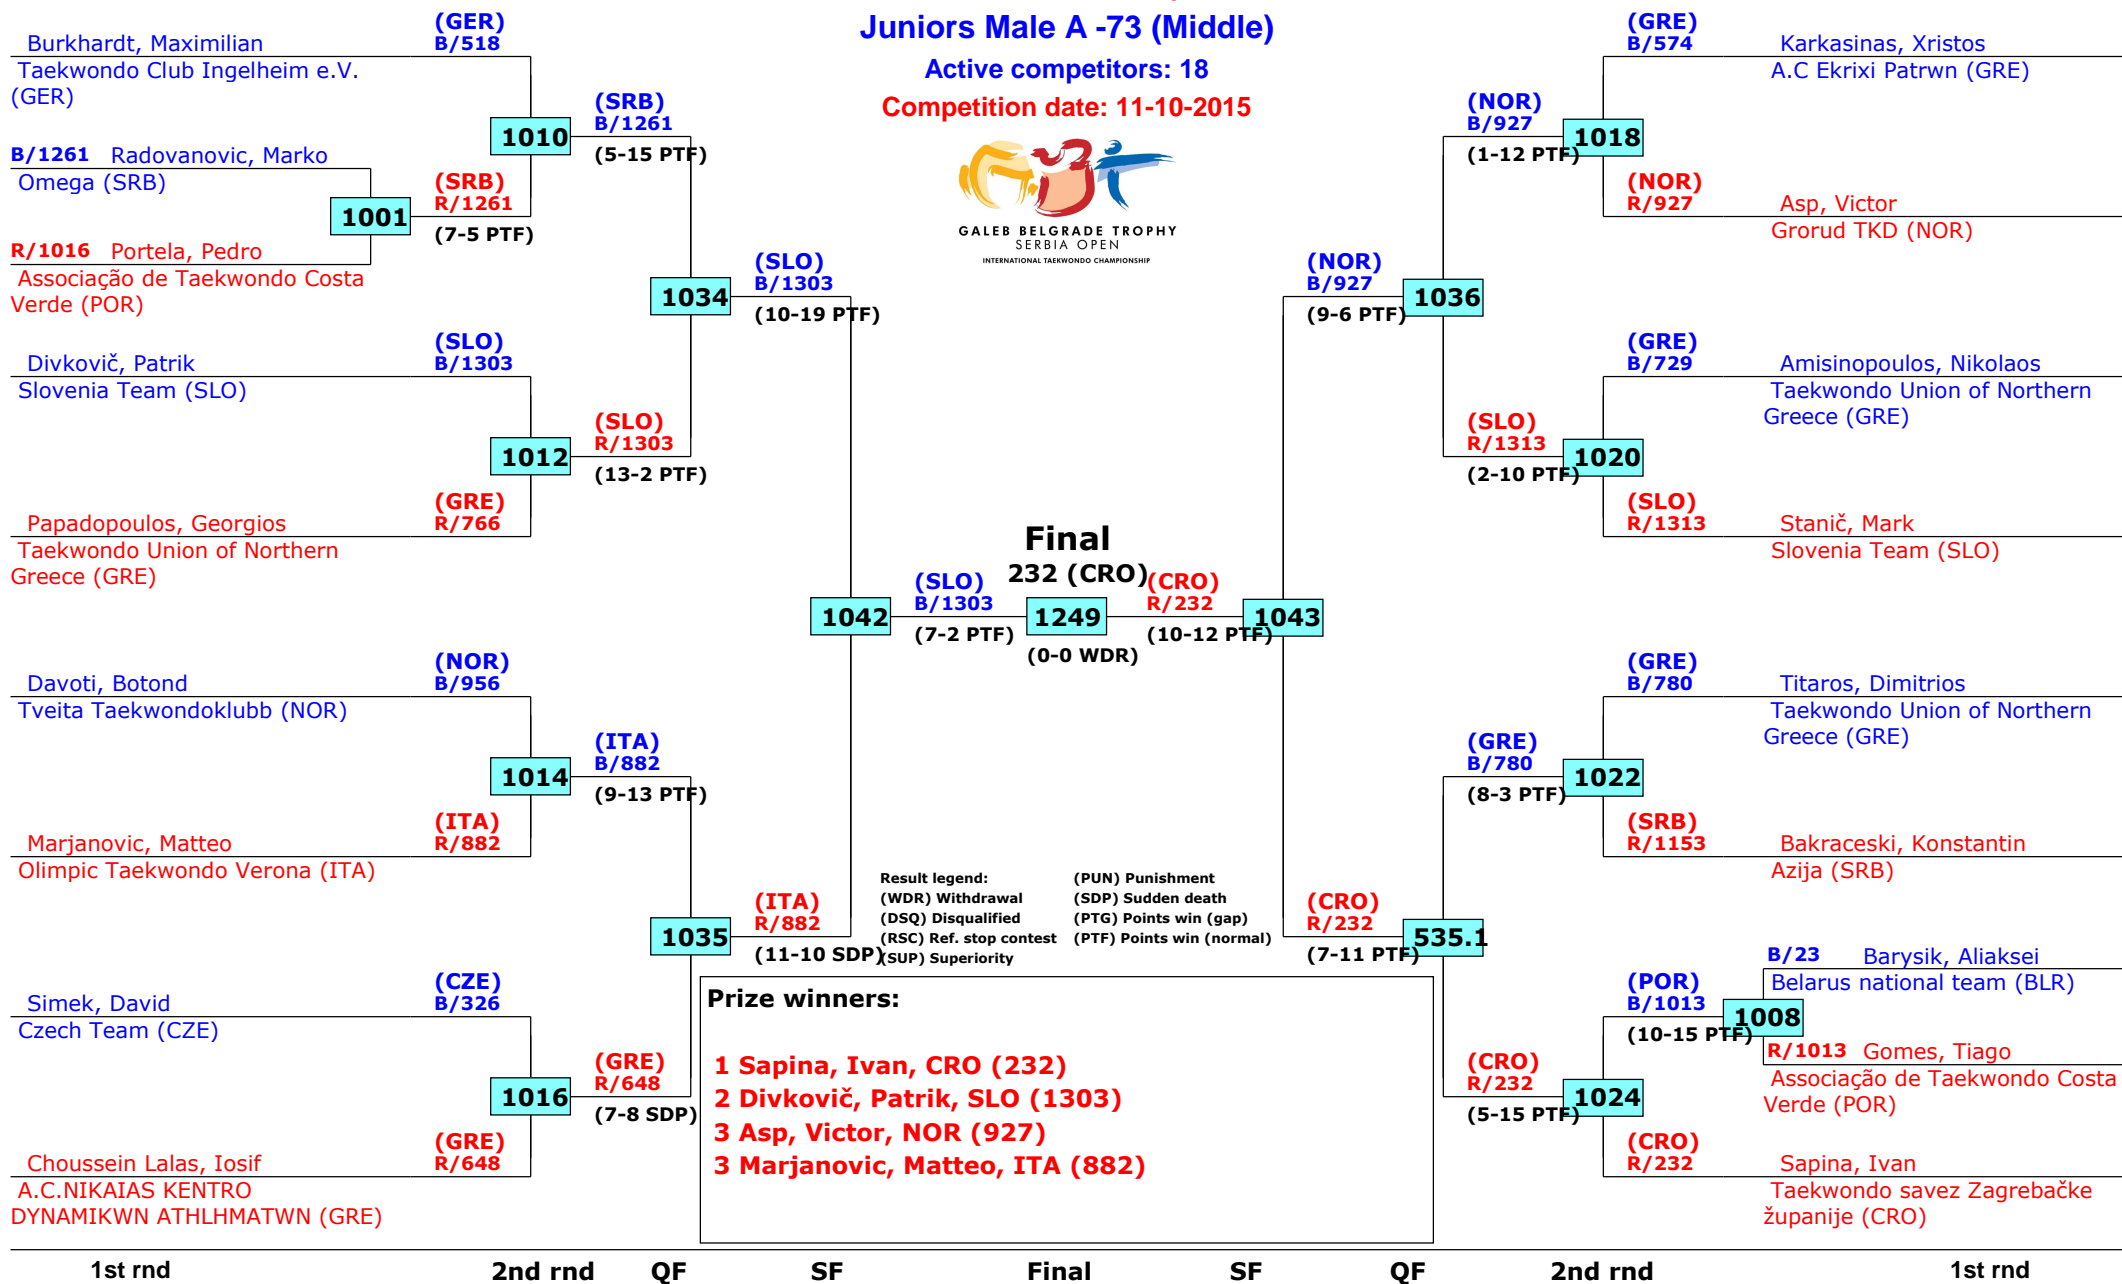 Juniors Male A -73 (Middle)
Active competitors: 18
Competition date: 11-10-2015
GALEB BELGRADE TROPHY
SERBIA OPEN
INTERNATIONAL TAEKWONDO CHAMPIONSHIP
Burkhardt, Maximilian
Taekwondo Club Ingelheim e.V.
(GER)
(GER)
B/518
B/1261 Radovanovic, Marko
Omega (SRB)
1001
R/1016 Portela, Pedro
Associação de Taekwondo Costa
Verde (POR)
(SRB)
R/1261
(7-5 PTF)
1010
(SRB)
B/1261
(5-15 PTF)
Divkovič, Patrik
Slovenia Team (SLO)
(SLO)
B/1303
1012
(SLO)
R/1303
(13-2 PTF)
Papadopoulos, Georgios
Taekwondo Union of Northern
Greece (GRE)
(GRE)
R/766
1034
(SLO)
B/1303
(10-19 PTF)
Davoti, Botond
Tveita Taekwondoklubb (NOR)
(NOR)
B/956
1014
(ITA)
B/882
(9-13 PTF)
Marjanovic, Matteo
Olimpic Taekwondo Verona (ITA)
(ITA)
R/882
1035
(ITA)
R/882
(11-10 SDP)
Simek, David
Czech Team (CZE)
(CZE)
B/326
1016
(GRE)
R/648
(7-8 SDP)
Choussein Lalas, Iosif
A.C.NIKAIAS KENTRO
DYNAMIKWN ATHLHMATWN (GRE)
(GRE)
R/648
1042
(SLO)
B/1303
(7-2 PTF)
Final
232 (CRO)
1249
(0-0 WDR)
(CRO)
R/232
(10-12 PTF)
1043
(NOR)
B/927
(9-6 PTF)
1036
(NOR)
B/927
(1-12 PTF)
1018
(GRE)
B/574
Karkasinas, Xristos
A.C Ekrixi Patrwn (GRE)
(NOR)
R/927
Asp, Victor
Grorud TKD (NOR)
(SLO)
R/1313
(2-10 PTF)
1020
(GRE)
B/729
Amisinopoulos, Nikolaos
Taekwondo Union of Northern
Greece (GRE)
(SLO)
R/1313
Stanič, Mark
Slovenia Team (SLO)
(CRO)
R/232
(7-11 PTF)
535.1
(GRE)
B/780
(8-3 PTF)
1022
(GRE)
B/780
Titaros, Dimitrios
Taekwondo Union of Northern
Greece (GRE)
(SRB)
R/1153
Bakraceski, Konstantin
Azija (SRB)
(CRO)
R/232
(5-15 PTF)
1024
(POR)
B/1013
(10-15 PTF)
1008
B/23 Barysik, Aliaksei
Belarus national team (BLR)
R/1013 Gomes, Tiago
Associação de Taekwondo Costa
Verde (POR)
(CRO)
R/232
Sapina, Ivan
Taekwondo savez Zagrebačke
županije (CRO)
Result legend:
(WDR) Withdrawal
(DSQ) Disqualified
(RSC) Ref. stop contest
(SUP) Superiority
(PUN) Punishment
(SDP) Sudden death
(PTG) Points win (gap)
(PTF) Points win (normal)
Prize winners:
1 Sapina, Ivan, CRO (232)
2 Divkovič, Patrik, SLO (1303)
3 Asp, Victor, NOR (927)
3 Marjanovic, Matteo, ITA (882)
1st rnd 2nd rnd QF SF Final SF QF 2nd rnd 1st rnd